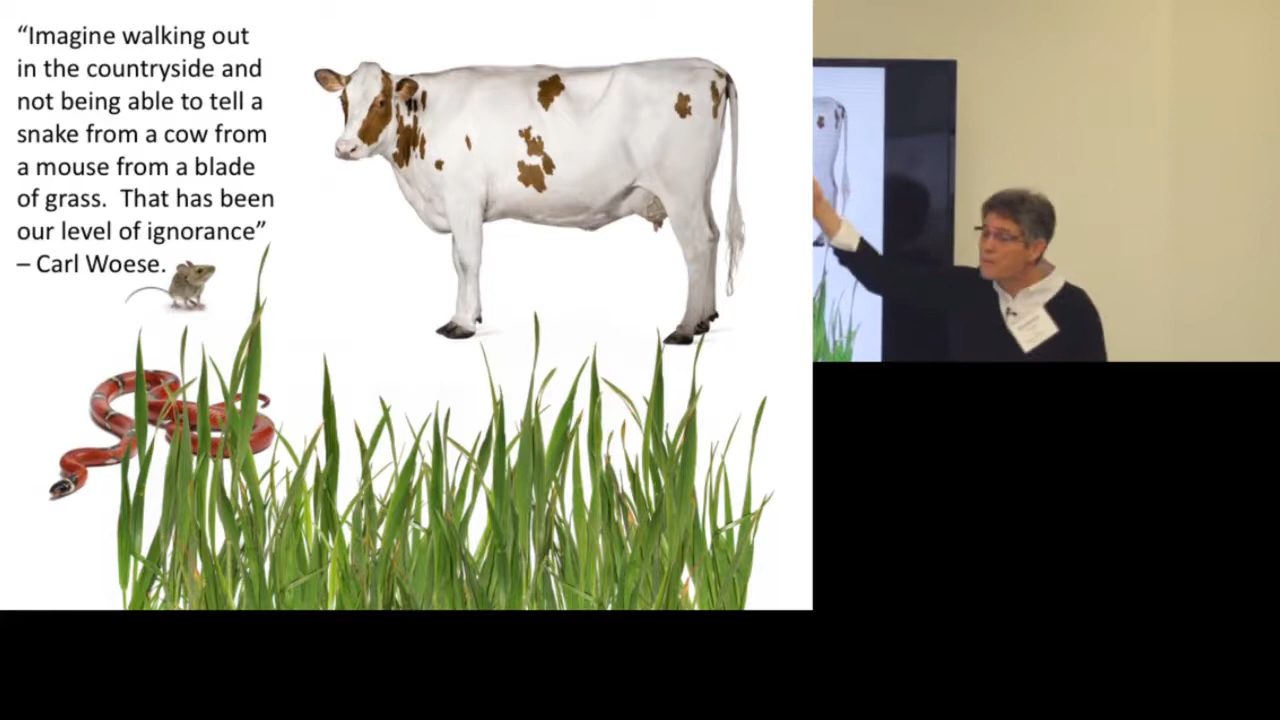 “Imagine walking out
in the countryside and
not being able to tell a
snake from a cow from
a mouse from a blade
of grass.  That has been
our level of ignorance”
– Carl Woese.